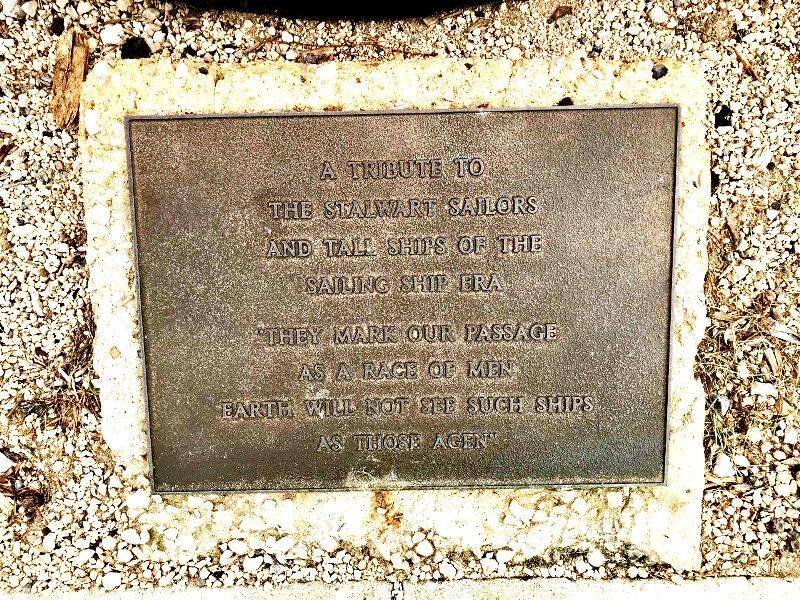 A TRIBUTE TO
THE STALWART SAILORS
AND TALL SHIPS OF THE
SAILING SHIP ERA
"THEY MARK OUR PASSAGE
AS A RACE OF MEN
EARTH WILL NOT SEE SUCH SHIPS
AS THOSE AGEN"